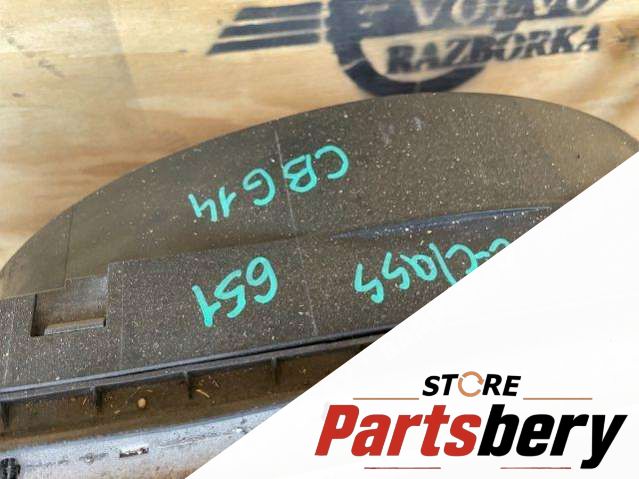 VOLVO
RAZBORKA
CBG14
-Class
651
STORE
Partsbery